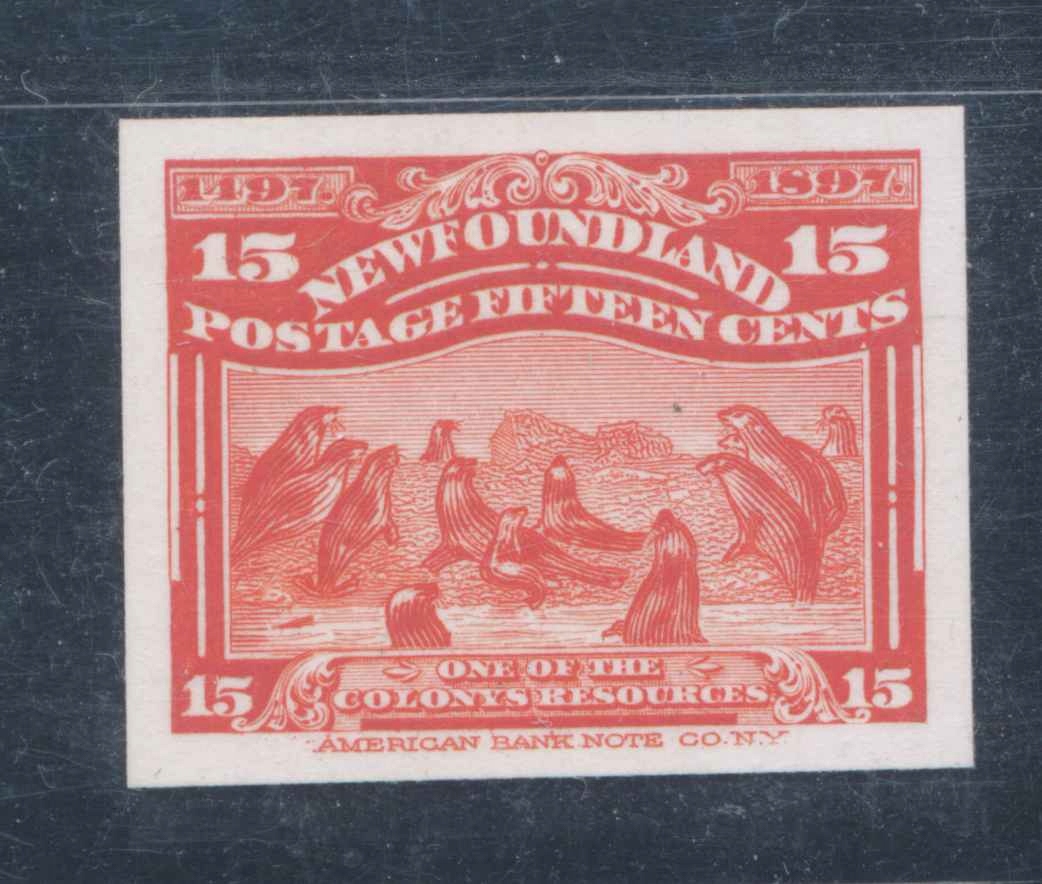 1497. 1897.
15 NEWFOUNDLAND 15
POSTAGE FIFTEEN CENTS
ONE OF THE
15 COLONYS RESOURCES 15
AMERICAN BANK NOTE CO. N.Y.